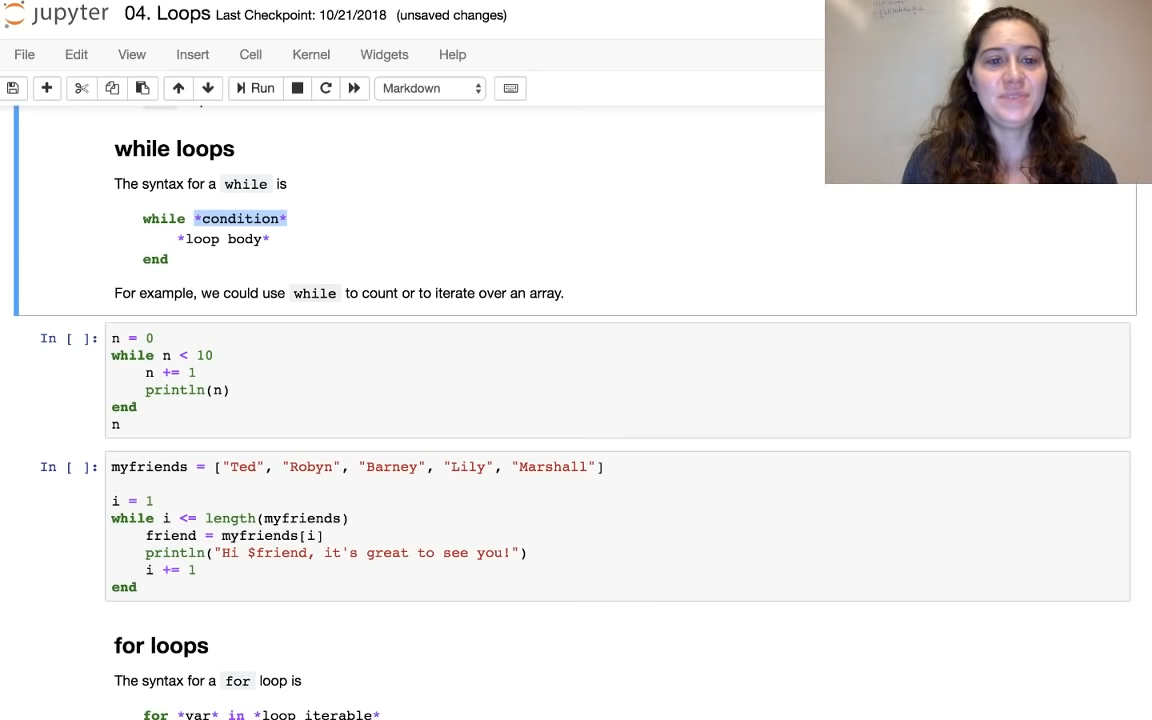 jupyter 04. Loops Last Checkpoint: 10/21/2018 (unsaved changes)
File Edit View Insert Cell Kernel Widgets Help
Run Markdown
while loops
The syntax for a while is
while *condition*
*loop body*
end
For example, we could use while to count or to iterate over an array.
In [ ]: n = 0
while n < 10
n += 1
println(n)
end
n
In [ ]: myfriends = ["Ted", "Robyn", "Barney", "Lily", "Marshall"]
i = 1
while i <= length(myfriends)
friend = myfriends[i]
println("Hi $friend, it's great to see you!")
i += 1
end
for loops
The syntax for a for loop is
for *var* in *loop iterable*